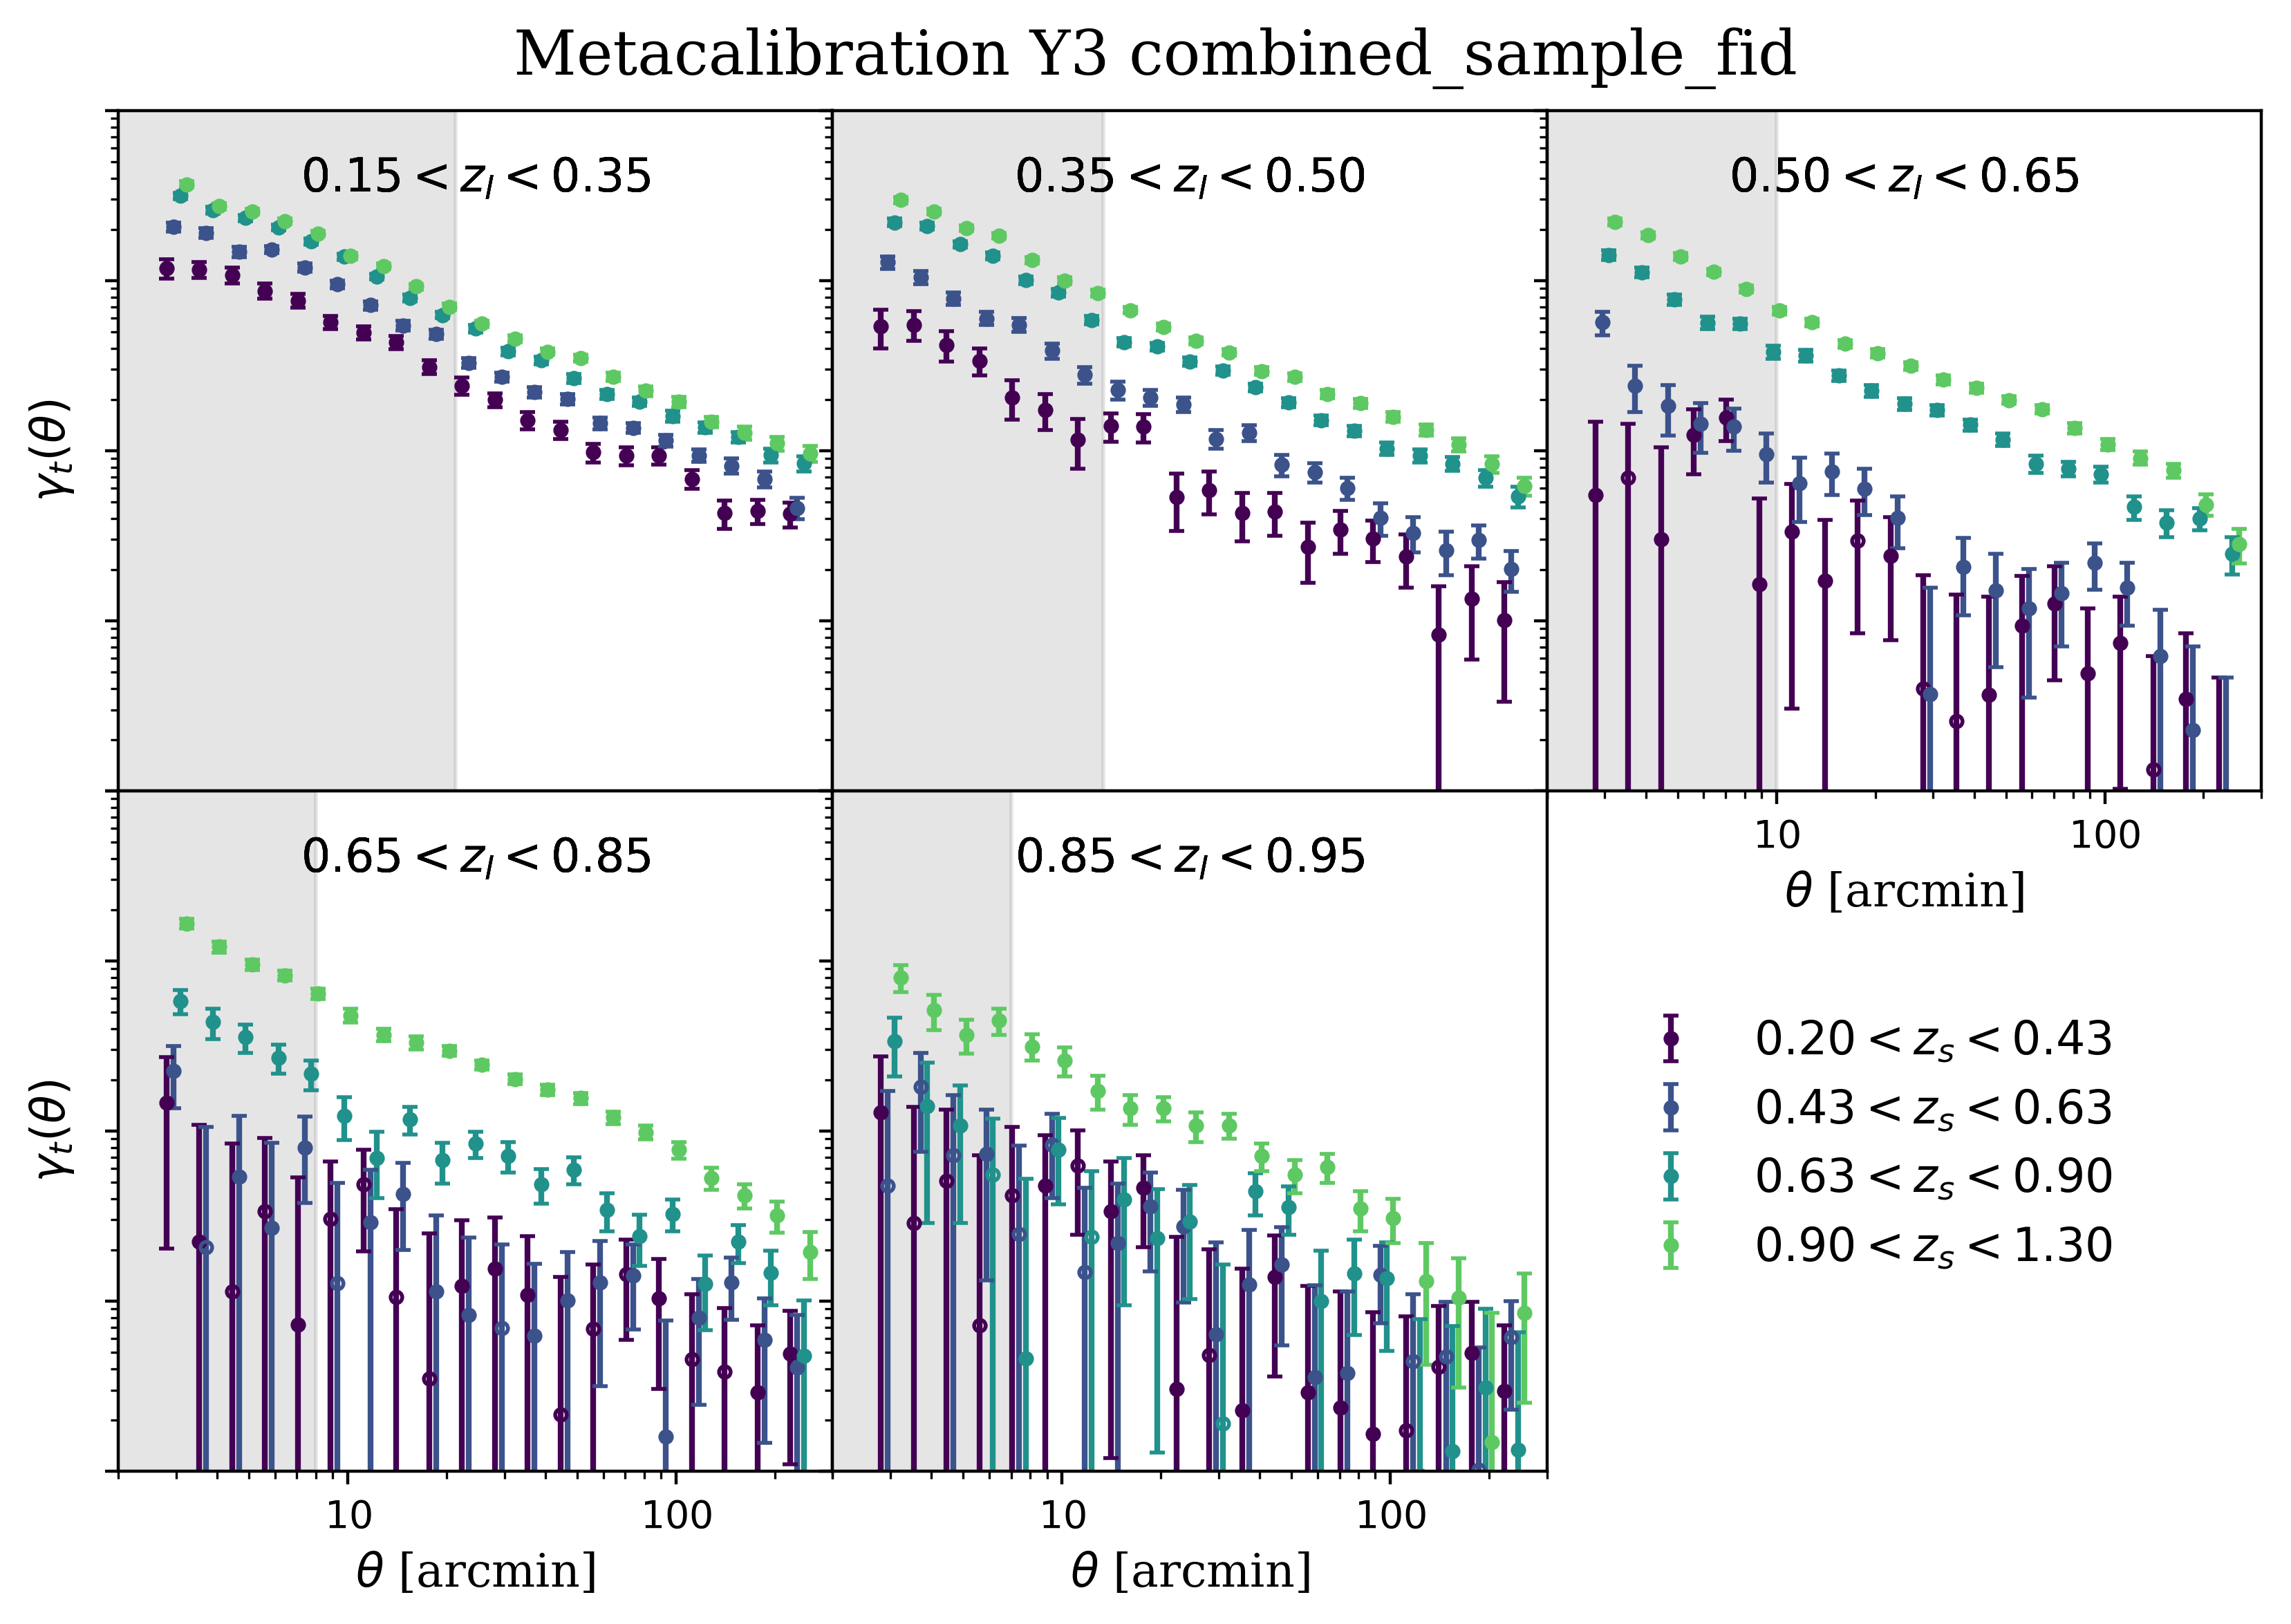 Metacalibration Y3 combined_sample_fid
0.15 < z_l < 0.35
0.35 < z_l < 0.50
0.50 < z_l < 0.65
γ_t(θ)
10 100
θ [arcmin]
0.65 < z_l < 0.85
0.85 < z_l < 0.95
γ_t(θ)
0.20 < z_s < 0.43
0.43 < z_s < 0.63
0.63 < z_s < 0.90
0.90 < z_s < 1.30
10 100
10 100
θ [arcmin]
θ [arcmin]